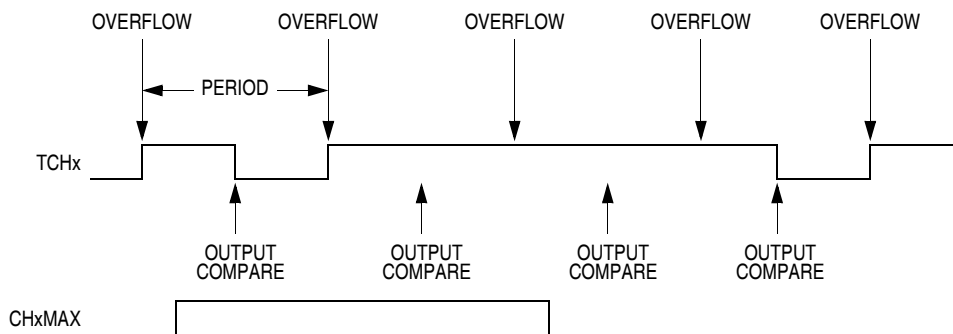 OVERFLOW OVERFLOW OVERFLOW OVERFLOW OVERFLOW
PERIOD
TCHx
OUTPUT COMPARE
OUTPUT COMPARE
OUTPUT COMPARE
OUTPUT COMPARE
CHxMAX